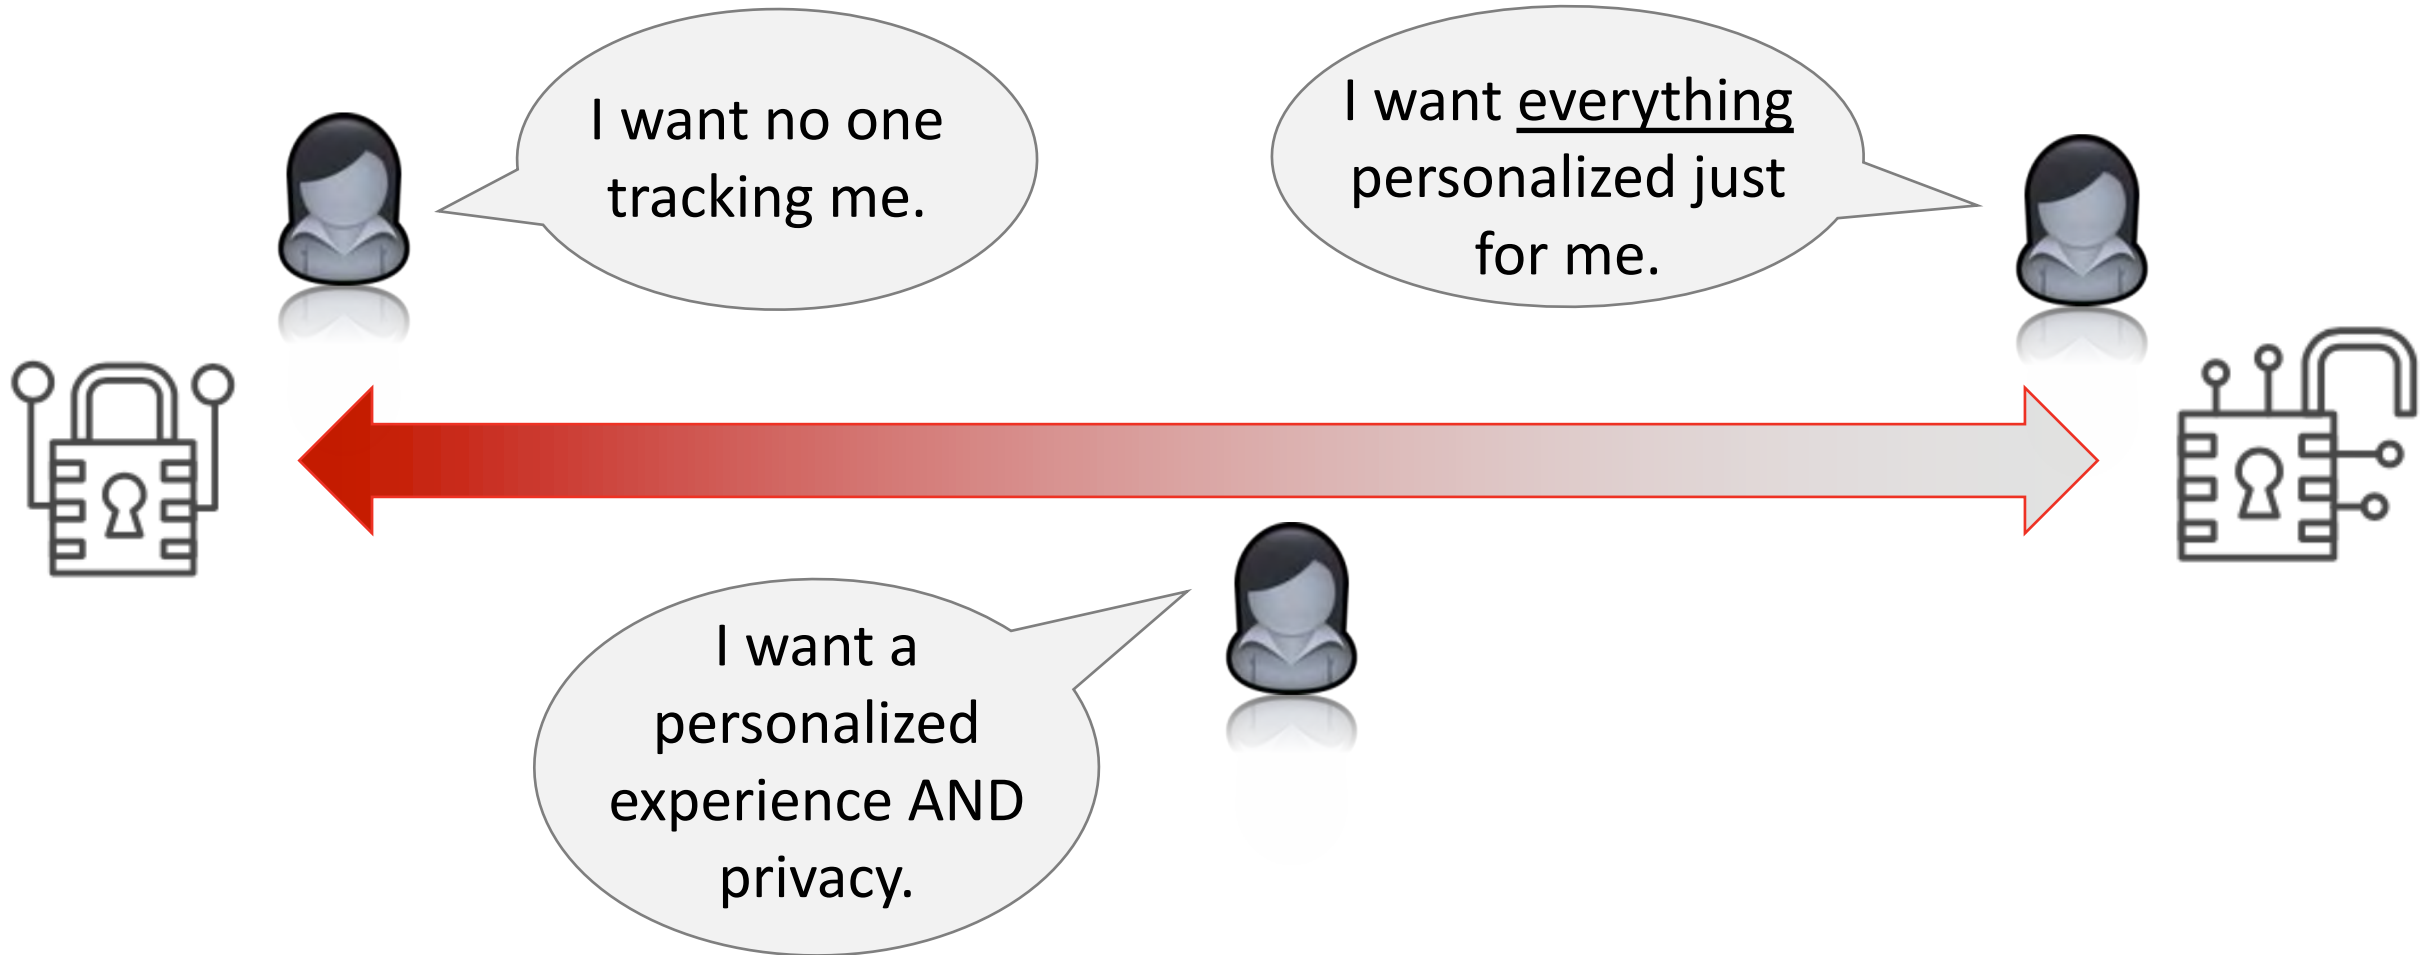 I want no one
tracking me.
I want everything
personalized just
for me.
I want a
personalized
experience AND
privacy.